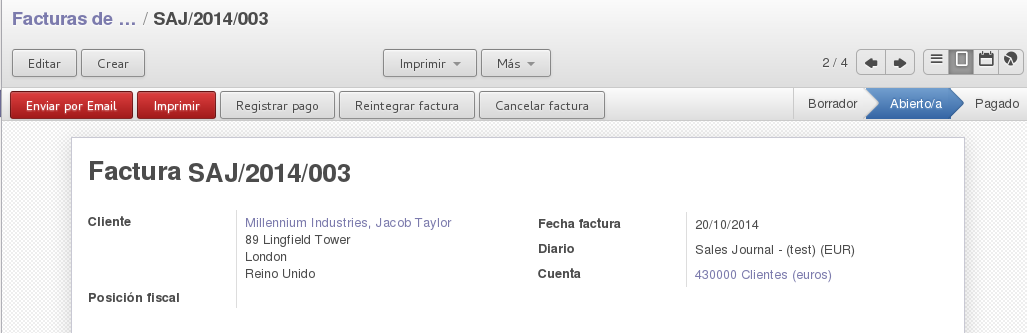 Facturas de ... / SAJ/2014/003
Editar Crear Imprimir Más 2 / 4
Enviar por Email Imprimir Registrar pago Reintegrar factura Cancelar factura Borrador Abierto/a Pagado
Factura SAJ/2014/003
Cliente Millennium Industries, Jacob Taylor
89 Lingfield Tower
London
Reino Unido
Posición fiscal
Fecha factura 20/10/2014
Diario Sales Journal - (test) (EUR)
Cuenta 430000 Clientes (euros)